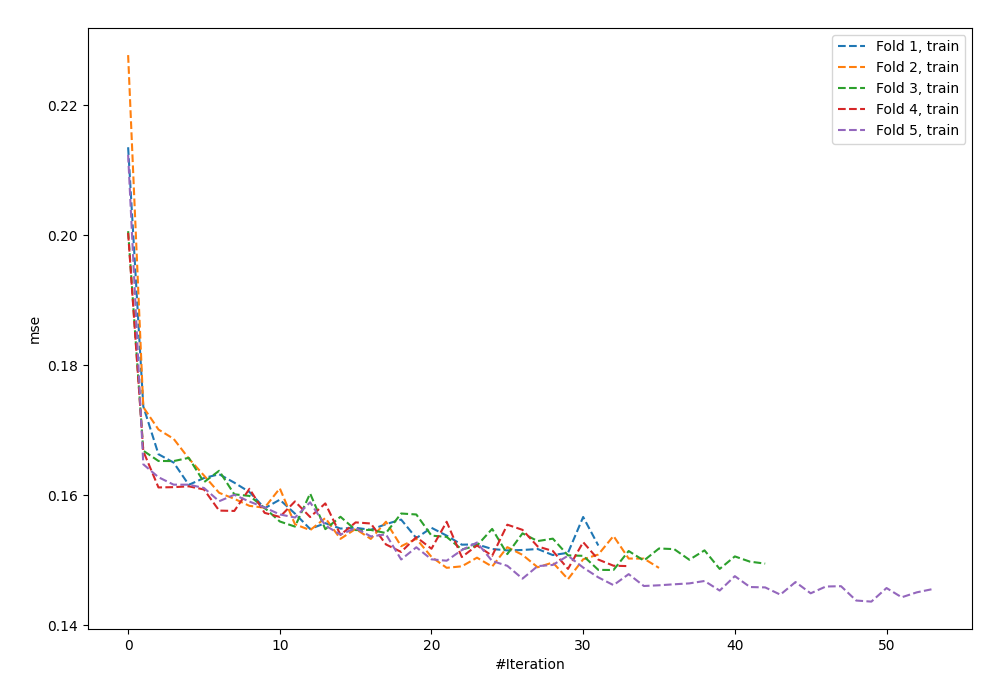 Fold 1, train
Fold 2, train
Fold 3, train
Fold 4, train
Fold 5, train
0.22
0.20
0.18
0.16
0.14
mse
0 10 20 30 40 50
#Iteration